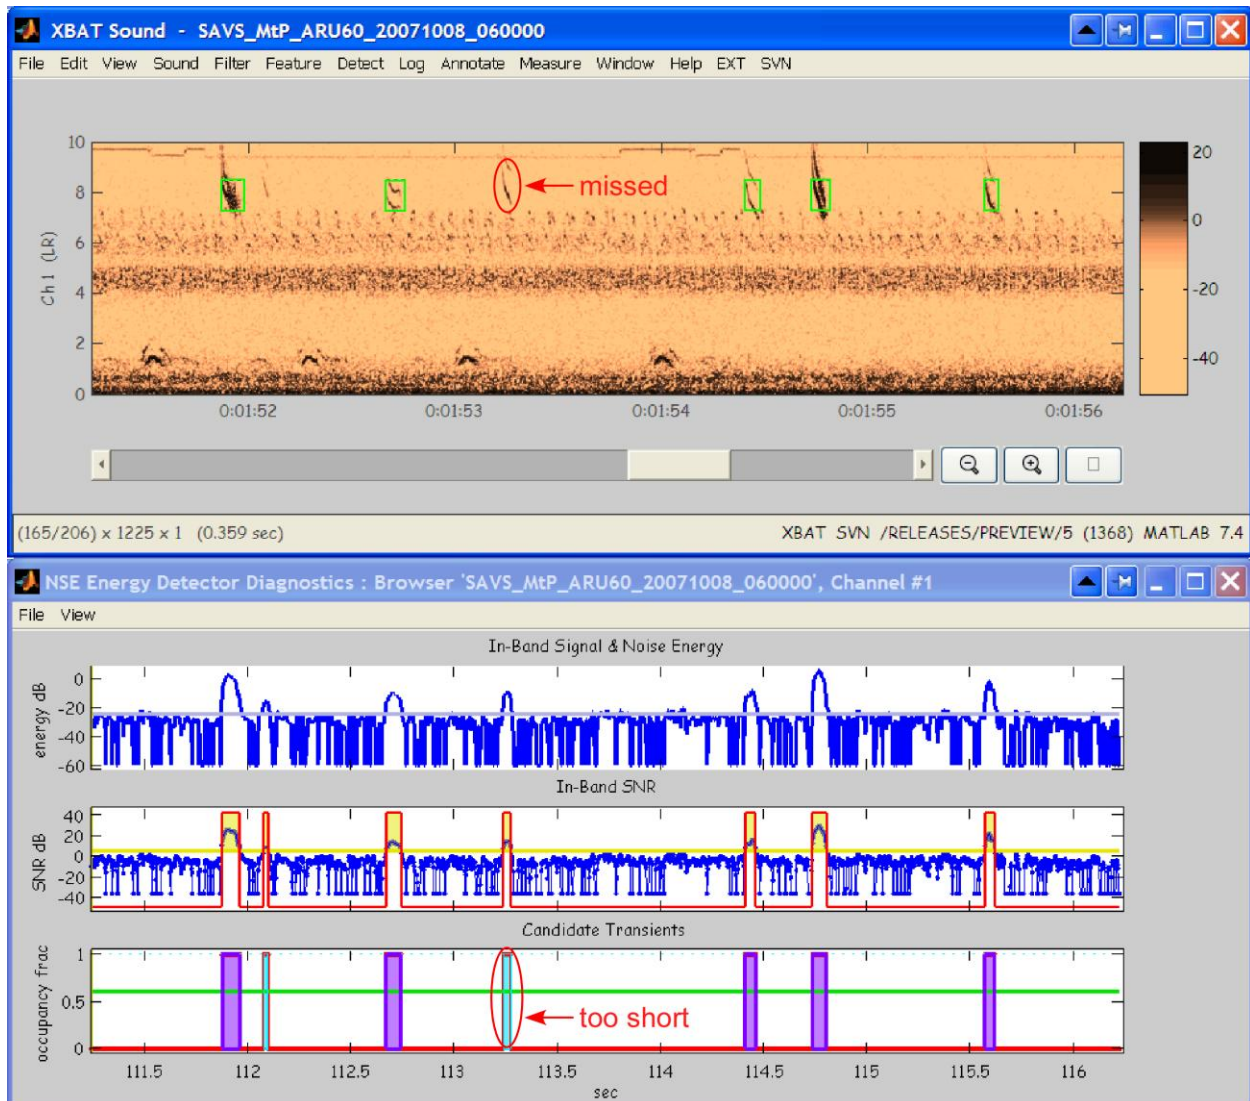 XBAT Sound - SAVS_MtP_ARU60_20071008_060000
File Edit View Sound Filter Feature Detect Log Annotate Measure Window Help EXT SVN
10
8
6
4
2
0
Ch 1 (LR)
missed
20
0
-20
-40
0:01:52 0:01:53 0:01:54 0:01:55 0:01:56
(165/206) x 1225 x 1 (0.359 sec)
XBAT SVN /RELEASES/PREVIEW/5 (1368) MATLAB 7.4
NSE Energy Detector Diagnostics : Browser 'SAVS_MtP_ARU60_20071008_060000', Channel #1
File View
In-Band Signal & Noise Energy
energy dB
0
-20
-40
-60
In-Band SNR
SNR dB
40
20
0
-20
-40
Candidate Transients
occupancy frac
1
0.5
0
too short
111.5 112 112.5 113 113.5 114 114.5 115 115.5 116
sec